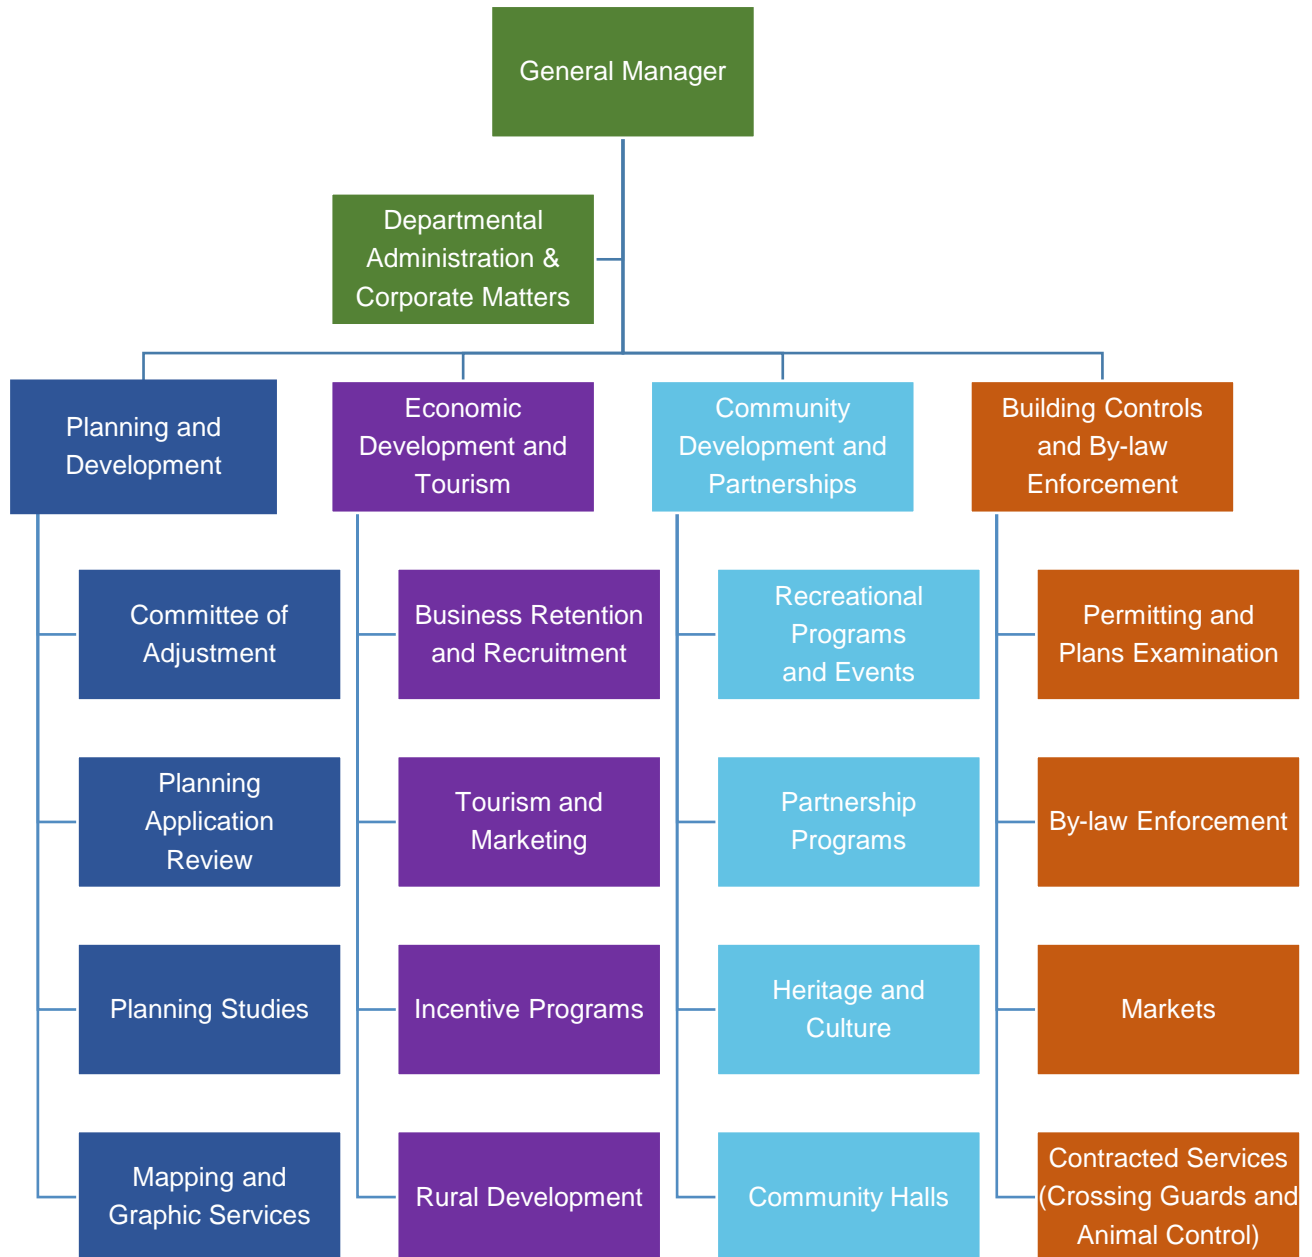 General Manager
Departmental
Administration &
Corporate Matters
Planning and
Development
Economic
Development and
Tourism
Community
Development and
Partnerships
Building Controls
and By-law
Enforcement
Committee of
Adjustment
Business Retention
and Recruitment
Recreational
Programs
and Events
Permitting and
Plans Examination
Planning
Application
Review
Tourism and
Marketing
Partnership
Programs
By-law Enforcement
Planning Studies
Incentive Programs
Heritage and
Culture
Markets
Mapping and
Graphic Services
Rural Development
Community Halls
Contracted Services
(Crossing Guards and
Animal Control)